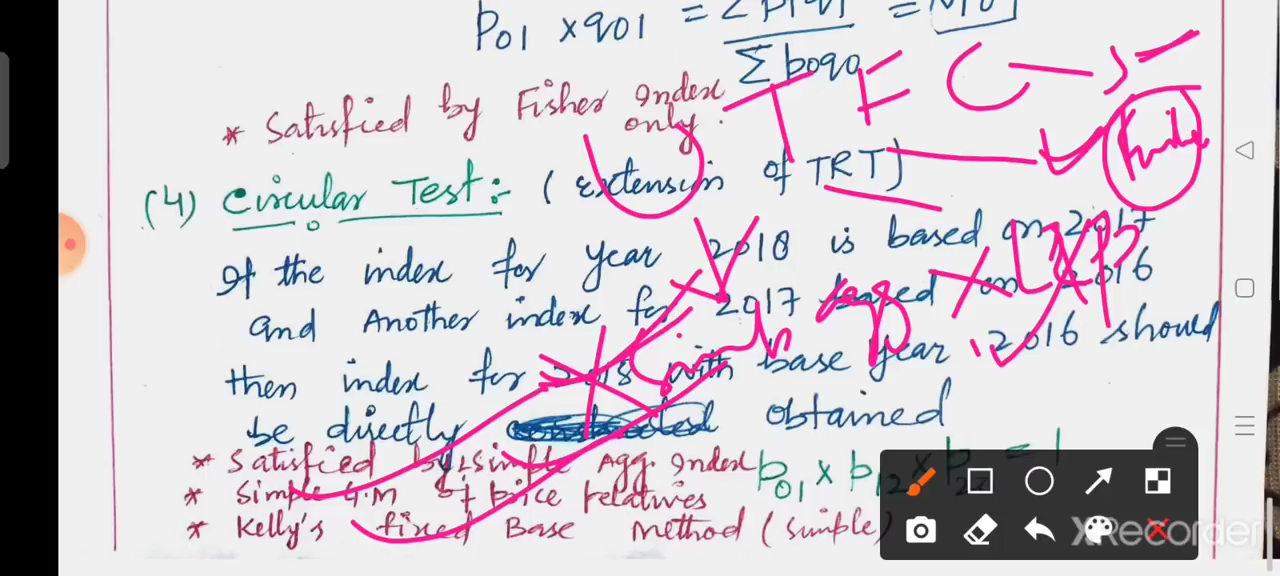 P01 × q01 = Σ p1q1 / Σ p0q0 =
* Satisfied by Fisher Index only.
T F C
(4) Circular Test:- (Extension of TRT)
If the index for year 2018 is based on 2017
and Another index for 2017 based on 2016
then index for 2018 with base year 2016 should
be directly obtained
* Satisfied by simple Agg. Index P01 × P12 × P = 1
* Simple G.M of price relatives
* Kelly's fixed Base method (simple)
XRecorder